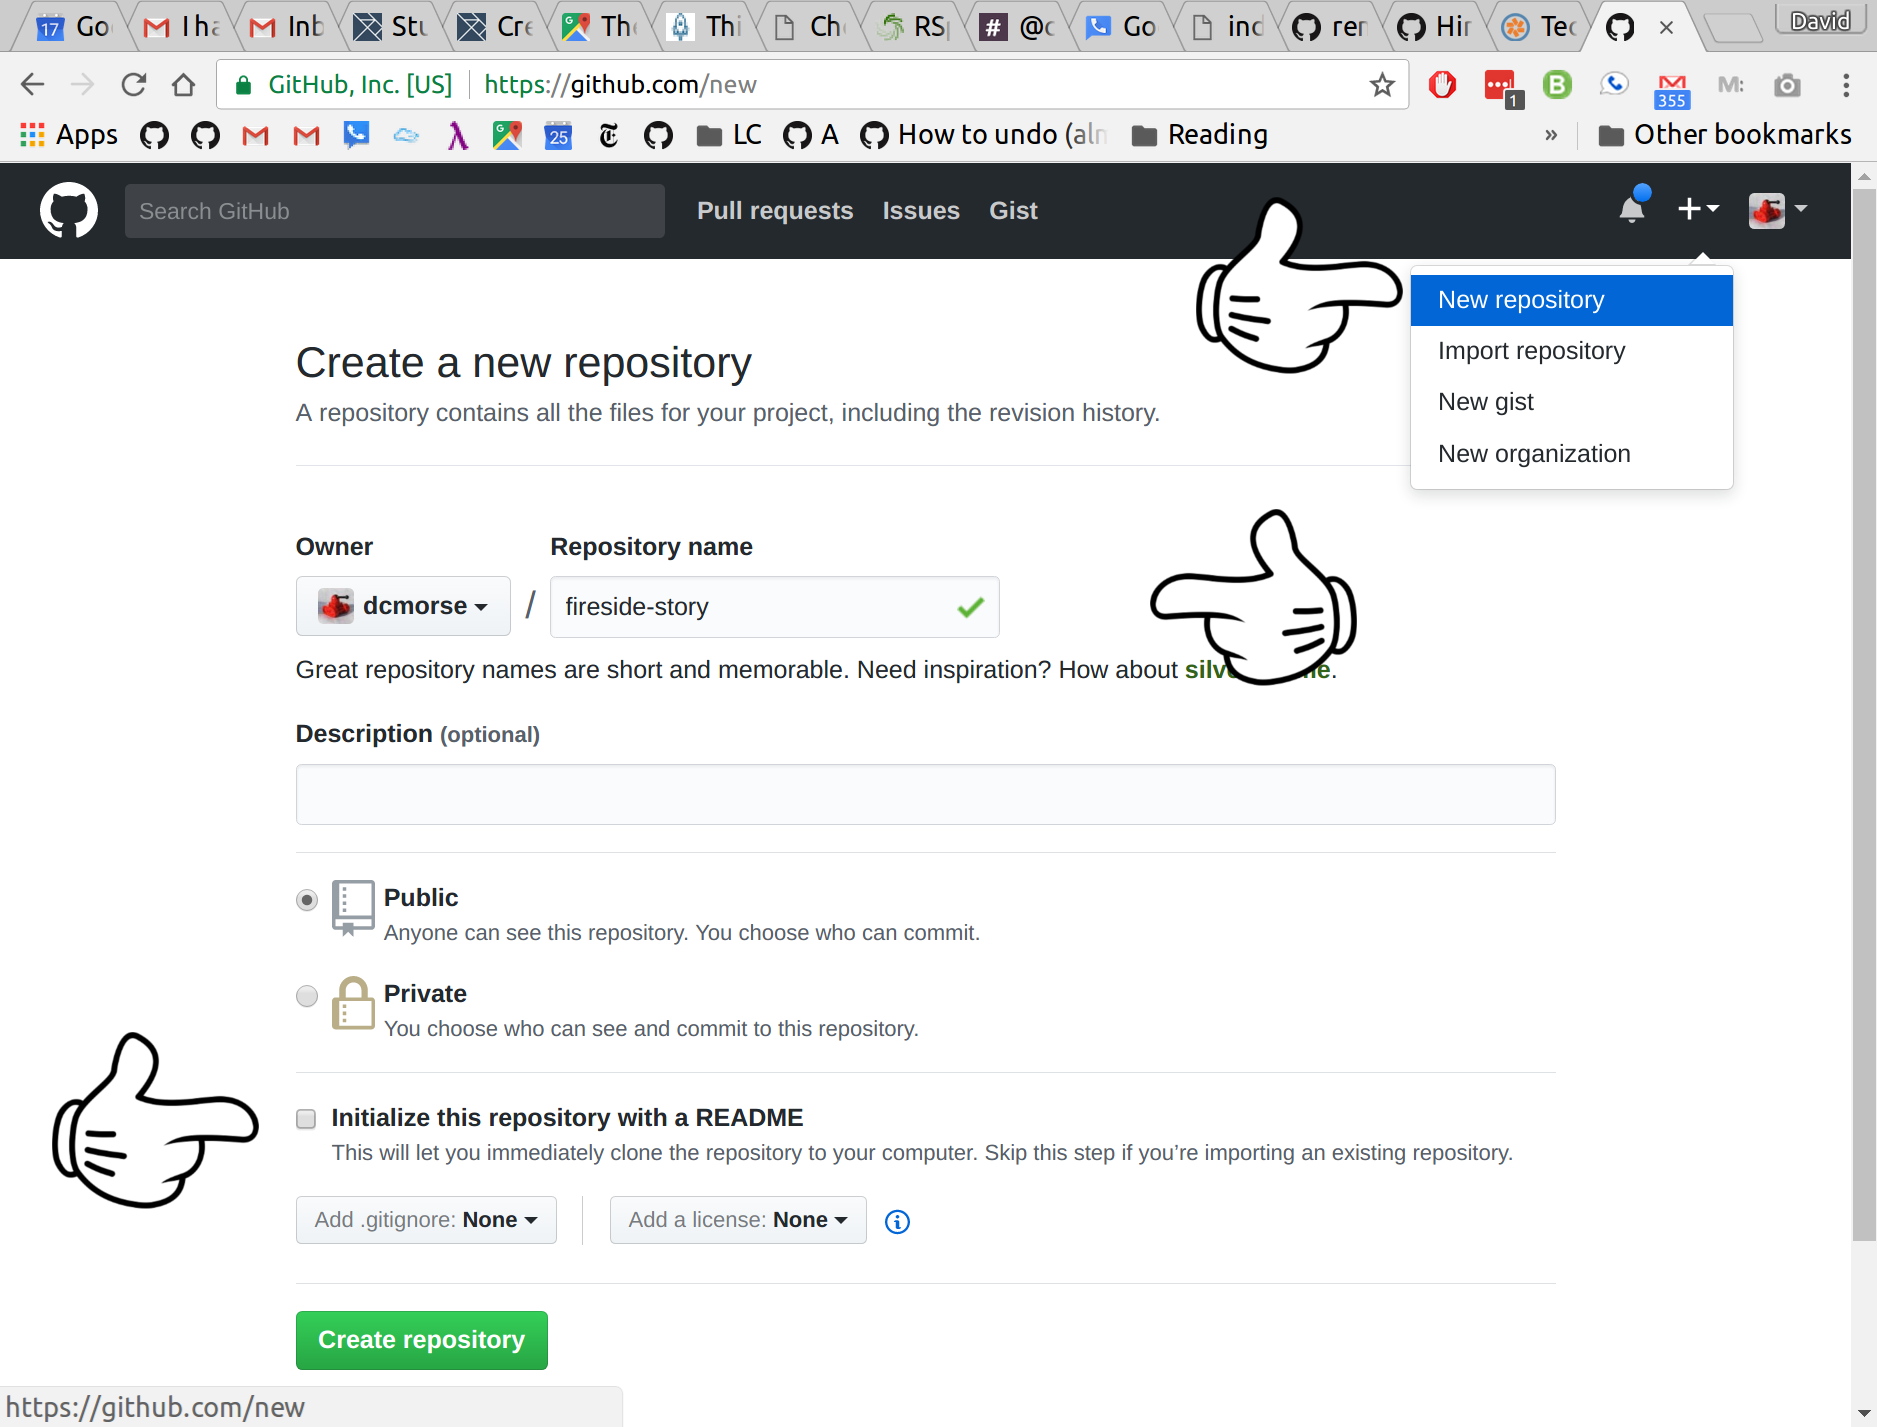 17 Go I ha Inb Stu Cre The Thi Ch RSp # @c Go ind ren Hir Tec David
GitHub, Inc. [US] https://github.com/new 1 B 355 M:
Apps 25 LC A How to undo (aln Reading » Other bookmarks
Search GitHub Pull requests Issues Gist
New repository
Import repository
New gist
New organization
Create a new repository
A repository contains all the files for your project, including the revision history.
Owner Repository name
dcmorse / fireside-story
Great repository names are short and memorable. Need inspiration? How about
Description (optional)
Public
Anyone can see this repository. You choose who can commit.
Private
You choose who can see and commit to this repository.
Initialize this repository with a README
This will let you immediately clone the repository to your computer. Skip this step if you’re importing an existing repository.
Add .gitignore: None Add a license: None
Create repository
https://github.com/new